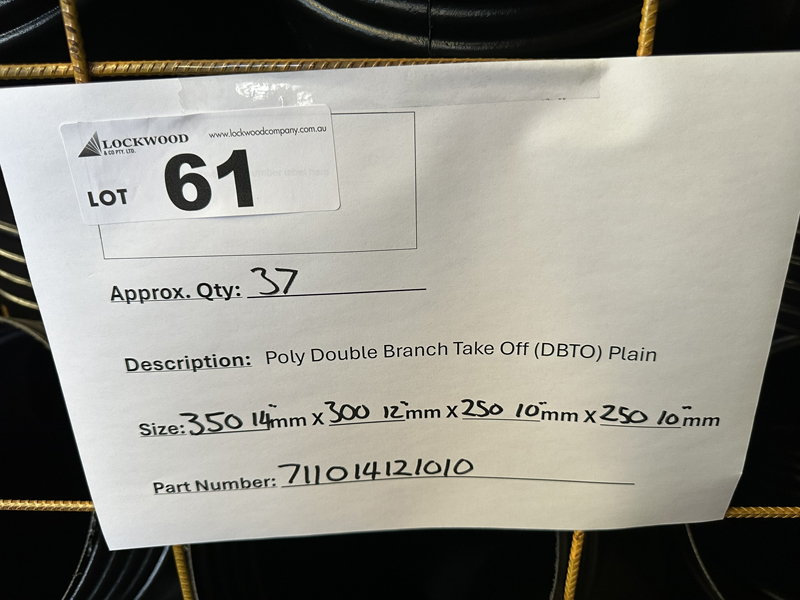 LOCKWOOD
& CO PTY. LTD.
www.lockwoodcompany.com.au
LOT 61
Approx. Qty: 37
Description: Poly Double Branch Take Off (DBTO) Plain
Size: 350 14"mm X 300 12"mm X 250 10"mm X 250 10"mm
Part Number: 711014121010